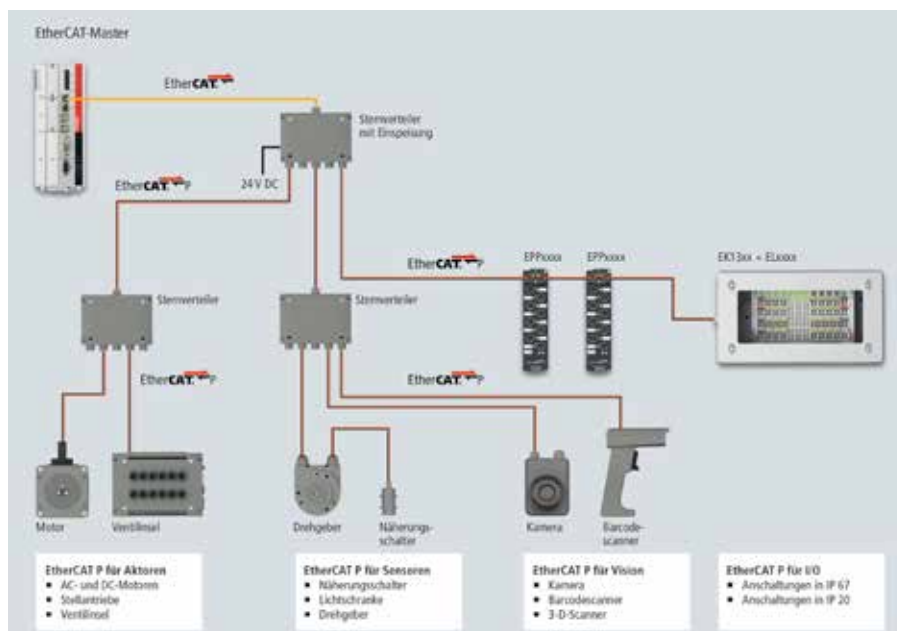 EtherCAT-Master
EtherCAT
Sternverteiler
mit Einspeisung
24 V DC
EtherCAT P
EtherCAT P
EPPxxxx
EPPxxxx
EK13xx + ELxxxx
Sternverteiler
Sternverteiler
EtherCAT P
EtherCAT P
Motor
Ventilinsel
Drehgeber
Näherungs-
schalter
Kamera
Barcode-
scanner
EtherCAT P für Aktoren
▪ AC- und DC-Motoren
▪ Stellantriebe
▪ Ventilinsel
EtherCAT P für Sensoren
▪ Näherungsschalter
▪ Lichtschranke
▪ Drehgeber
EtherCAT P für Vision
▪ Kamera
▪ Barcodescanner
▪ 3-D-Scanner
EtherCAT P für I/O
▪ Anschaltungen in IP 67
▪ Anschaltungen in IP 20